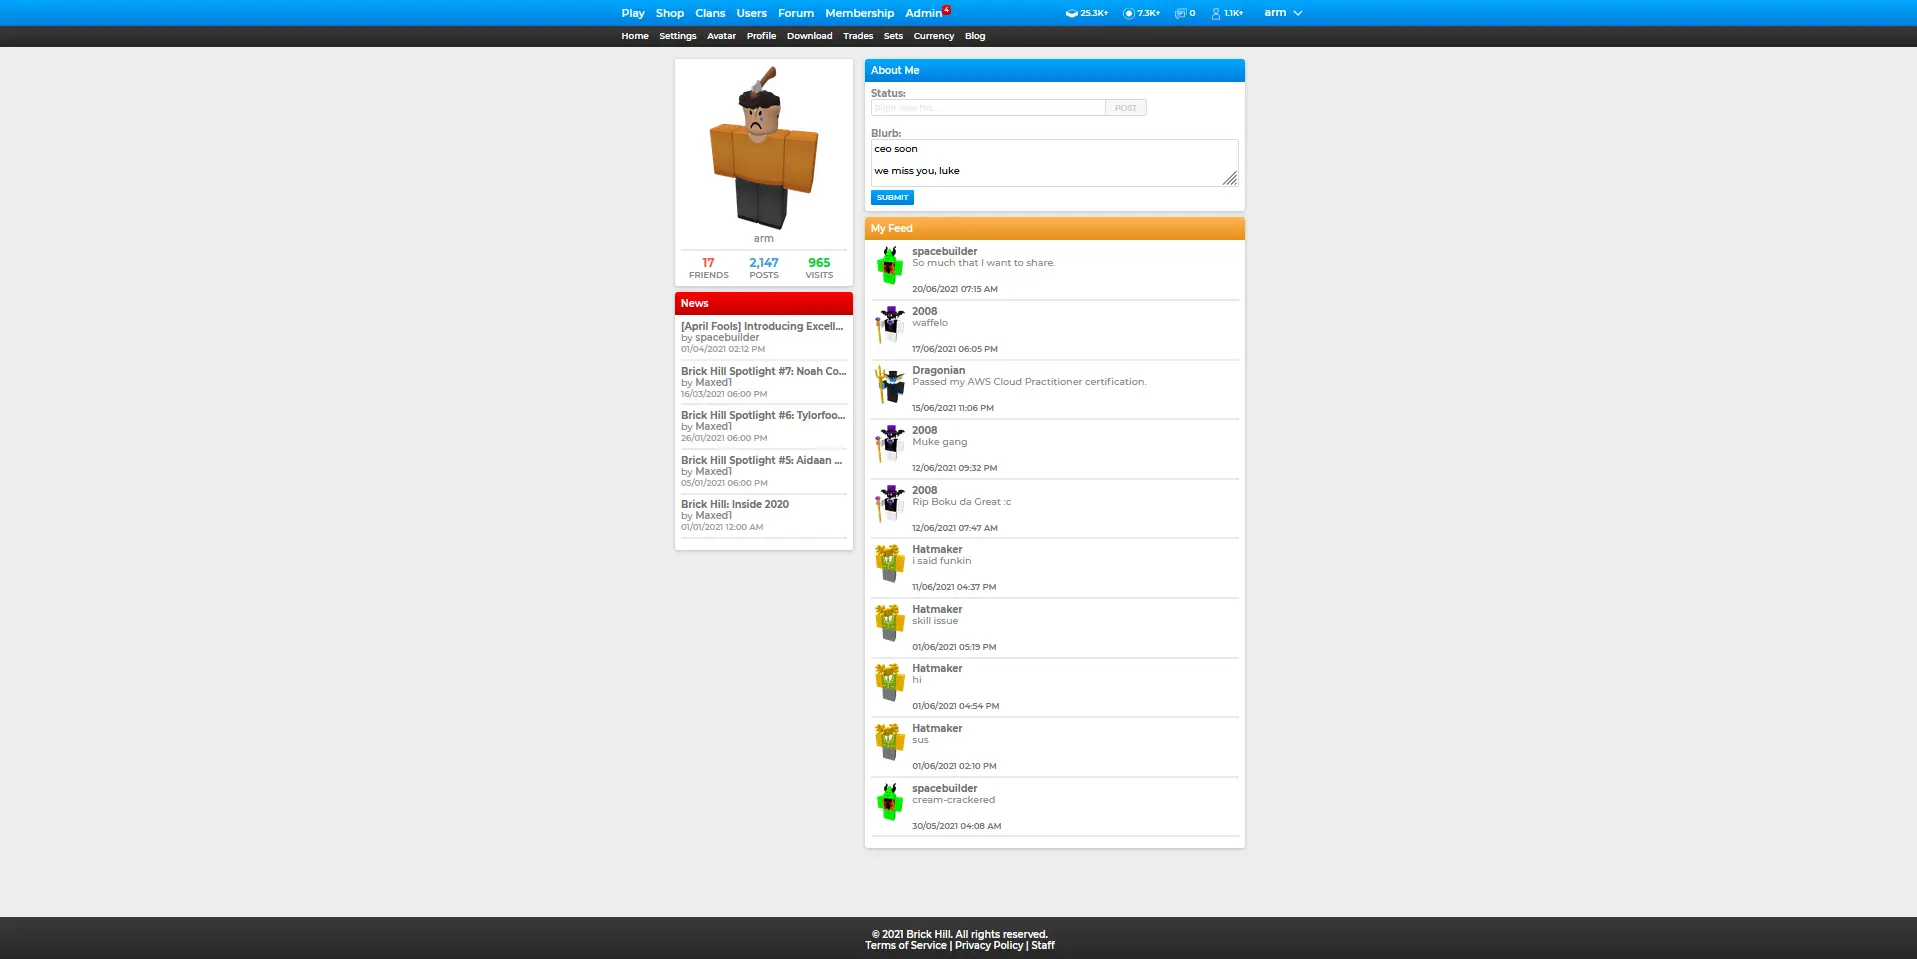 Play Shop Clans Users Forum Membership Admin 4 25.3K+ 7.3K+ 0 1.1K+ arm
Home Settings Avatar Profile Download Trades Sets Currency Blog
arm
17 2,147 965
FRIENDS POSTS VISITS
News
[April Fools] Introducing Excell...
by spacebuilder
01/04/2021 02:12 PM
Brick Hill Spotlight #7: Noah Co...
by Maxed1
16/03/2021 06:00 PM
Brick Hill Spotlight #6: Tylorfoo...
by Maxed1
26/01/2021 06:00 PM
Brick Hill Spotlight #5: Aidaan ...
by Maxed1
05/01/2021 06:00 PM
Brick Hill: Inside 2020
by Maxed1
01/01/2021 12:00 AM
About Me
Status:
Right now I'm... POST
Blurb:
ceo soon
we miss you, luke
SUBMIT
My Feed
spacebuilder
So much that I want to share.
20/06/2021 07:15 AM
2008
waffelo
17/06/2021 06:05 PM
Dragonian
Passed my AWS Cloud Practitioner certification.
15/06/2021 11:06 PM
2008
Muke gang
12/06/2021 09:32 PM
2008
Rip Boku da Great :c
12/06/2021 07:47 AM
Hatmaker
i said funkin
11/06/2021 04:37 PM
Hatmaker
skill issue
01/06/2021 05:19 PM
Hatmaker
hi
01/06/2021 04:54 PM
Hatmaker
sus
01/06/2021 02:10 PM
spacebuilder
cream-crackered
30/05/2021 04:08 AM
© 2021 Brick Hill. All rights reserved.
Terms of Service | Privacy Policy | Staff